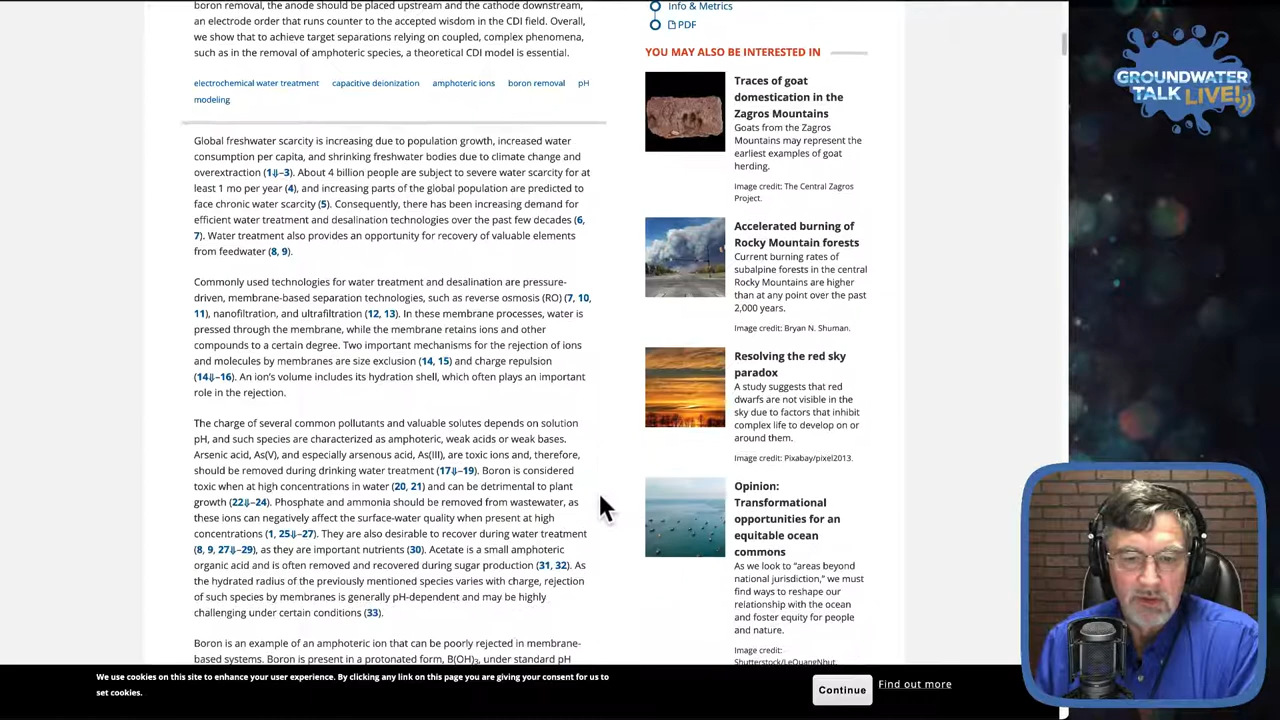 boron removal, the anode should be placed upstream and the cathode downstream,
an electrode order that runs counter to the accepted wisdom in the CDI field. Overall,
we show that to achieve target separations relying on coupled, complex phenomena,
such as in the removal of amphoteric species, a theoretical CDI model is essential.
electrochemical water treatment capacitive deionization amphoteric ions boron removal pH
modeling
Global freshwater scarcity is increasing due to population growth, increased water
consumption per capita, and shrinking freshwater bodies due to climate change and
overextraction (1⇓–3). About 4 billion people are subject to severe water scarcity for at
least 1 mo per year (4), and increasing parts of the global population are predicted to
face chronic water scarcity (5). Consequently, there has been increasing demand for
efficient water treatment and desalination technologies over the past few decades (6,
7). Water treatment also provides an opportunity for recovery of valuable elements
from feedwater (8, 9).
Commonly used technologies for water treatment and desalination are pressure-
driven, membrane-based separation technologies, such as reverse osmosis (RO) (7, 10,
11), nanofiltration, and ultrafiltration (12, 13). In these membrane processes, water is
pressed through the membrane, while the membrane retains ions and other
compounds to a certain degree. Two important mechanisms for the rejection of ions
and molecules by membranes are size exclusion (14, 15) and charge repulsion
(14⇓–16). An ion's volume includes its hydration shell, which often plays an important
role in the rejection.
The charge of several common pollutants and valuable solutes depends on solution
pH, and such species are characterized as amphoteric, weak acids or weak bases.
Arsenic acid, As(V), and especially arsenous acid, As(III), are toxic ions and, therefore,
should be removed during drinking water treatment (17⇓–19). Boron is considered
toxic when at high concentrations in water (20, 21) and can be detrimental to plant
growth (22⇓–24). Phosphate and ammonia should be removed from wastewater, as
these ions can negatively affect the surface-water quality when present at high
concentrations (1, 25⇓–27). They are also desirable to recover during water treatment
(8, 9, 27⇓–29), as they are important nutrients (30). Acetate is a small amphoteric
organic acid and is often removed and recovered during sugar production (31, 32). As
the hydrated radius of the previously mentioned species varies with charge, rejection
of such species by membranes is generally pH-dependent and may be highly
challenging under certain conditions (33).
Boron is an example of an amphoteric ion that can be poorly rejected in membrane-
based systems. Boron is present in a protonated form, B(OH)3, under standard pH
Info & Metrics
PDF
YOU MAY ALSO BE INTERESTED IN
Traces of goat
domestication in the
Zagros Mountains
Goats from the Zagros
Mountains may represent the
earliest examples of goat
herding.
Image credit: The Central Zagros
Project.
Accelerated burning of
Rocky Mountain forests
Current burning rates of
subalpine forests in the central
Rocky Mountains are higher
than at any point over the past
2,000 years.
Image credit: Bryan N. Shuman.
Resolving the red sky
paradox
A study suggests that red
dwarfs are not visible in the
sky due to factors that inhibit
complex life to develop on or
around them.
Image credit: Pixabay/pixel2013.
Opinion:
Transformational
opportunities for an
equitable ocean
commons
As we look to “areas beyond
national jurisdiction,” we must
find ways to reshape our
relationship with the ocean
and foster equity for people
and nature.
Image credit:
Shutterstock/LeQuangNhut.
GROUNDWATER
TALK LIVE!
We use cookies on this site to enhance your user experience. By clicking any link on this page you are giving your consent for us to
set cookies.
Continue
Find out more